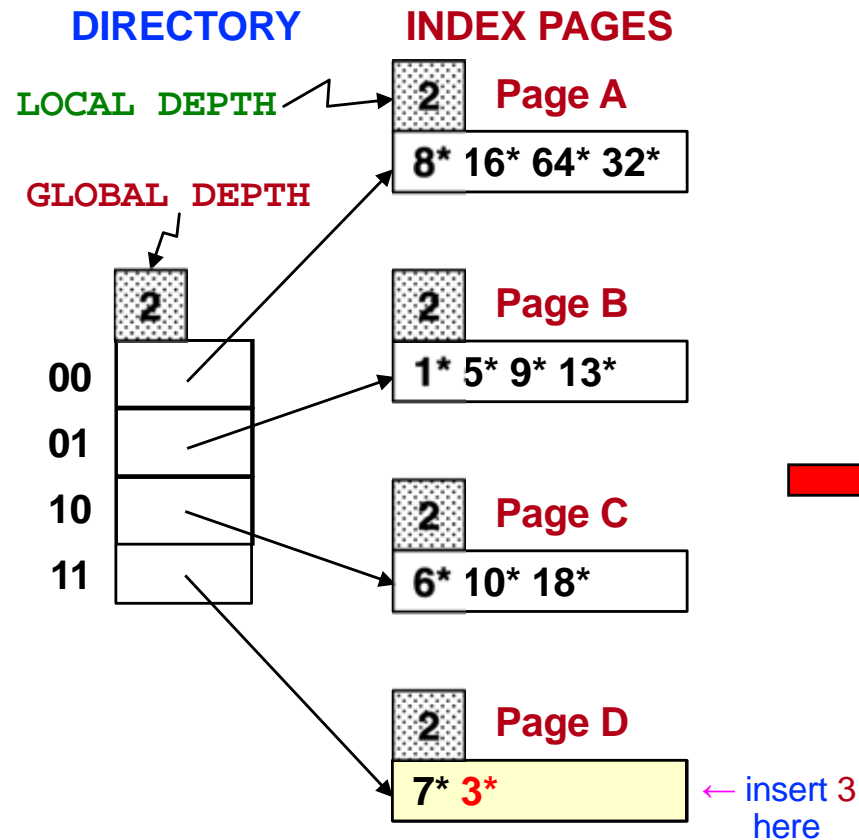 DIRECTORY
INDEX PAGES
LOCAL DEPTH
2
Page A
8* 16* 64* 32*
GLOBAL DEPTH
2
2
Page B
1* 5* 9* 13*
00
01
10
11
2
Page C
6* 10* 18*
2
Page D
7* 3*
← insert 3
here